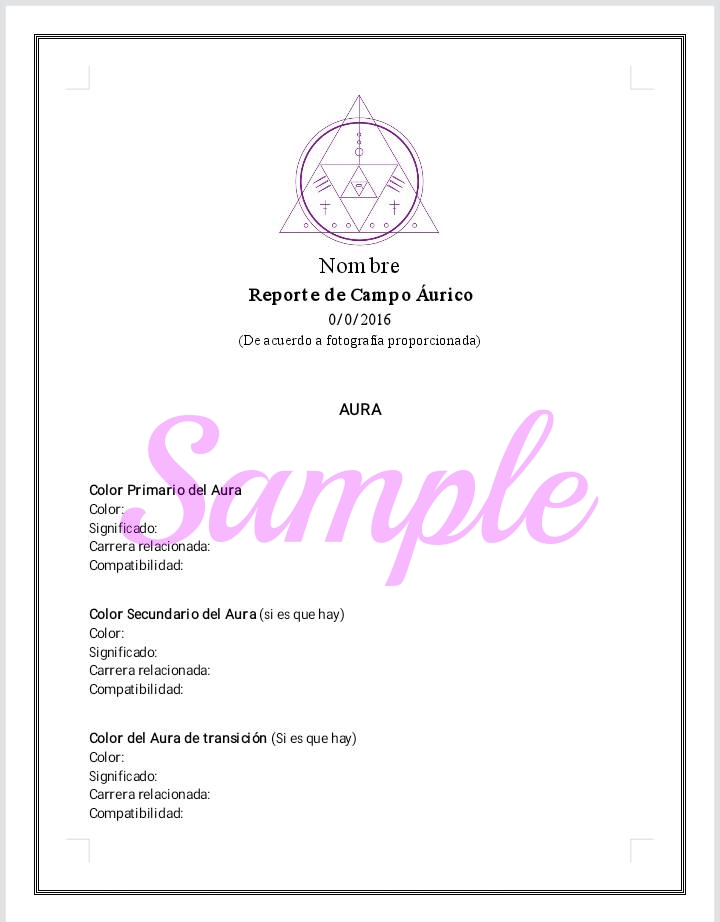 Nombre
Reporte de Campo Áurico
0/0/2016
(De acuerdo a fotografía proporcionada)
AURA
Sample
Color Primario del Aura
Color:
Significado:
Carrera relacionada:
Compatibilidad:
Color Secundario del Aura (si es que hay)
Color:
Significado:
Carrera relacionada:
Compatibilidad:
Color del Aura de transición (Si es que hay)
Color:
Significado:
Carrera relacionada:
Compatibilidad: